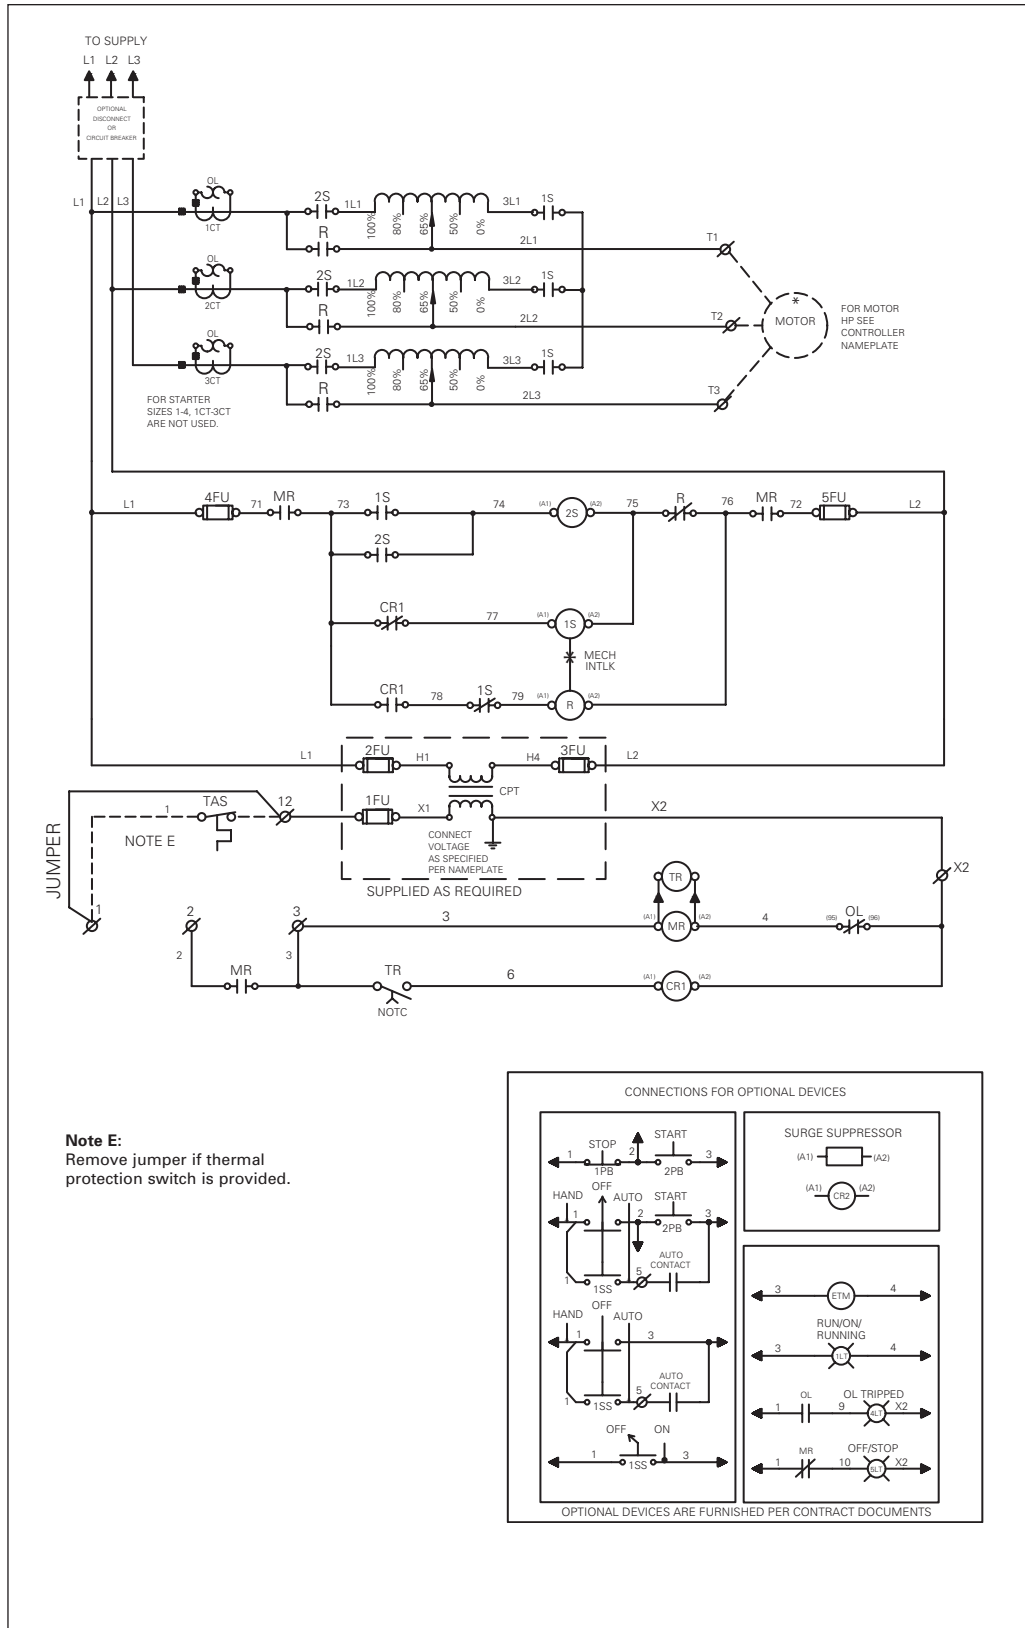 TO SUPPLY
L1 L2 L3
OPTIONAL
DISCONNECT
OR
CIRCUIT BREAKER
L1 L2 L3
OL
1CT
2S
R
1L1
100% 80% 65% 50% 0%
3L1
1S
2L1
T1
OL
2CT
2S
R
1L2
100% 80% 65% 50% 0%
3L2
1S
2L2
T2
*
MOTOR
FOR MOTOR
HP SEE
CONTROLLER
NAMEPLATE
OL
3CT
2S
R
1L3
100% 80% 65% 50% 0%
3L3
1S
2L3
T3
FOR STARTER
SIZES 1-4, 1CT-3CT
ARE NOT USED.
L1 4FU 71 MR 73 1S 74 (A1) 2S (A2) 75 R 76 MR 72 5FU L2
2S
CR1 77 (A1) 1S (A2)
MECH
INTLK
CR1 78 1S 79 (A1) R (A2)
L1 2FU H1 H4 3FU L2
CPT
1 TAS 12 1FU X1 X2
NOTE E
JUMPER
CONNECT
VOLTAGE
AS SPECIFIED
PER NAMEPLATE
SUPPLIED AS REQUIRED
TR
X2
1 2 3 3 (A1) MR (A2) 4 (95) OL (96)
2 MR 3 TR 6 (A1) CR1 (A2)
NOTC
Note E:
Remove jumper if thermal
protection switch is provided.
CONNECTIONS FOR OPTIONAL DEVICES
1 STOP 2 START 3
1PB 2PB
HAND OFF AUTO START
1 2 3
2PB
AUTO
CONTACT
1 1SS 5
HAND OFF AUTO
1 3
AUTO
CONTACT
1 1SS 5
OFF ON
1 1SS 3
SURGE SUPPRESSOR
(A1) (A2)
(A1) CR2 (A2)
3 ETM 4
RUN/ON/
RUNNING
3 1LT 4
OL OL TRIPPED
1 9 4LT X2
MR OFF/STOP
1 10 5LT X2
OPTIONAL DEVICES ARE FURNISHED PER CONTRACT DOCUMENTS